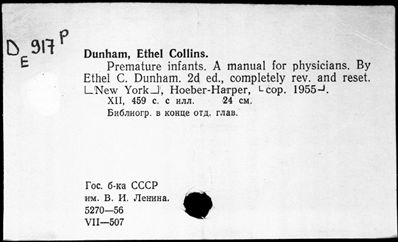 D 917 P
E
Dunham, Ethel Collins.
Premature infants. A manual for physicians. By
Ethel C. Dunham. 2d ed., completely rev. and reset.
[New York], Hoeber-Harper, [cop. 1955].
XII, 459 с. с илл. 24 см.
Библиогр. в конце отд. глав.
Гос. б-ка СССР
им. В. И. Ленина.
5270—56
VII—507